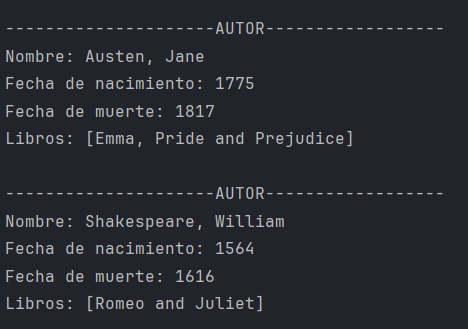 ---------------------AUTOR------------------
Nombre: Austen, Jane
Fecha de nacimiento: 1775
Fecha de muerte: 1817
Libros: [Emma, Pride and Prejudice]
---------------------AUTOR------------------
Nombre: Shakespeare, William
Fecha de nacimiento: 1564
Fecha de muerte: 1616
Libros: [Romeo and Juliet]